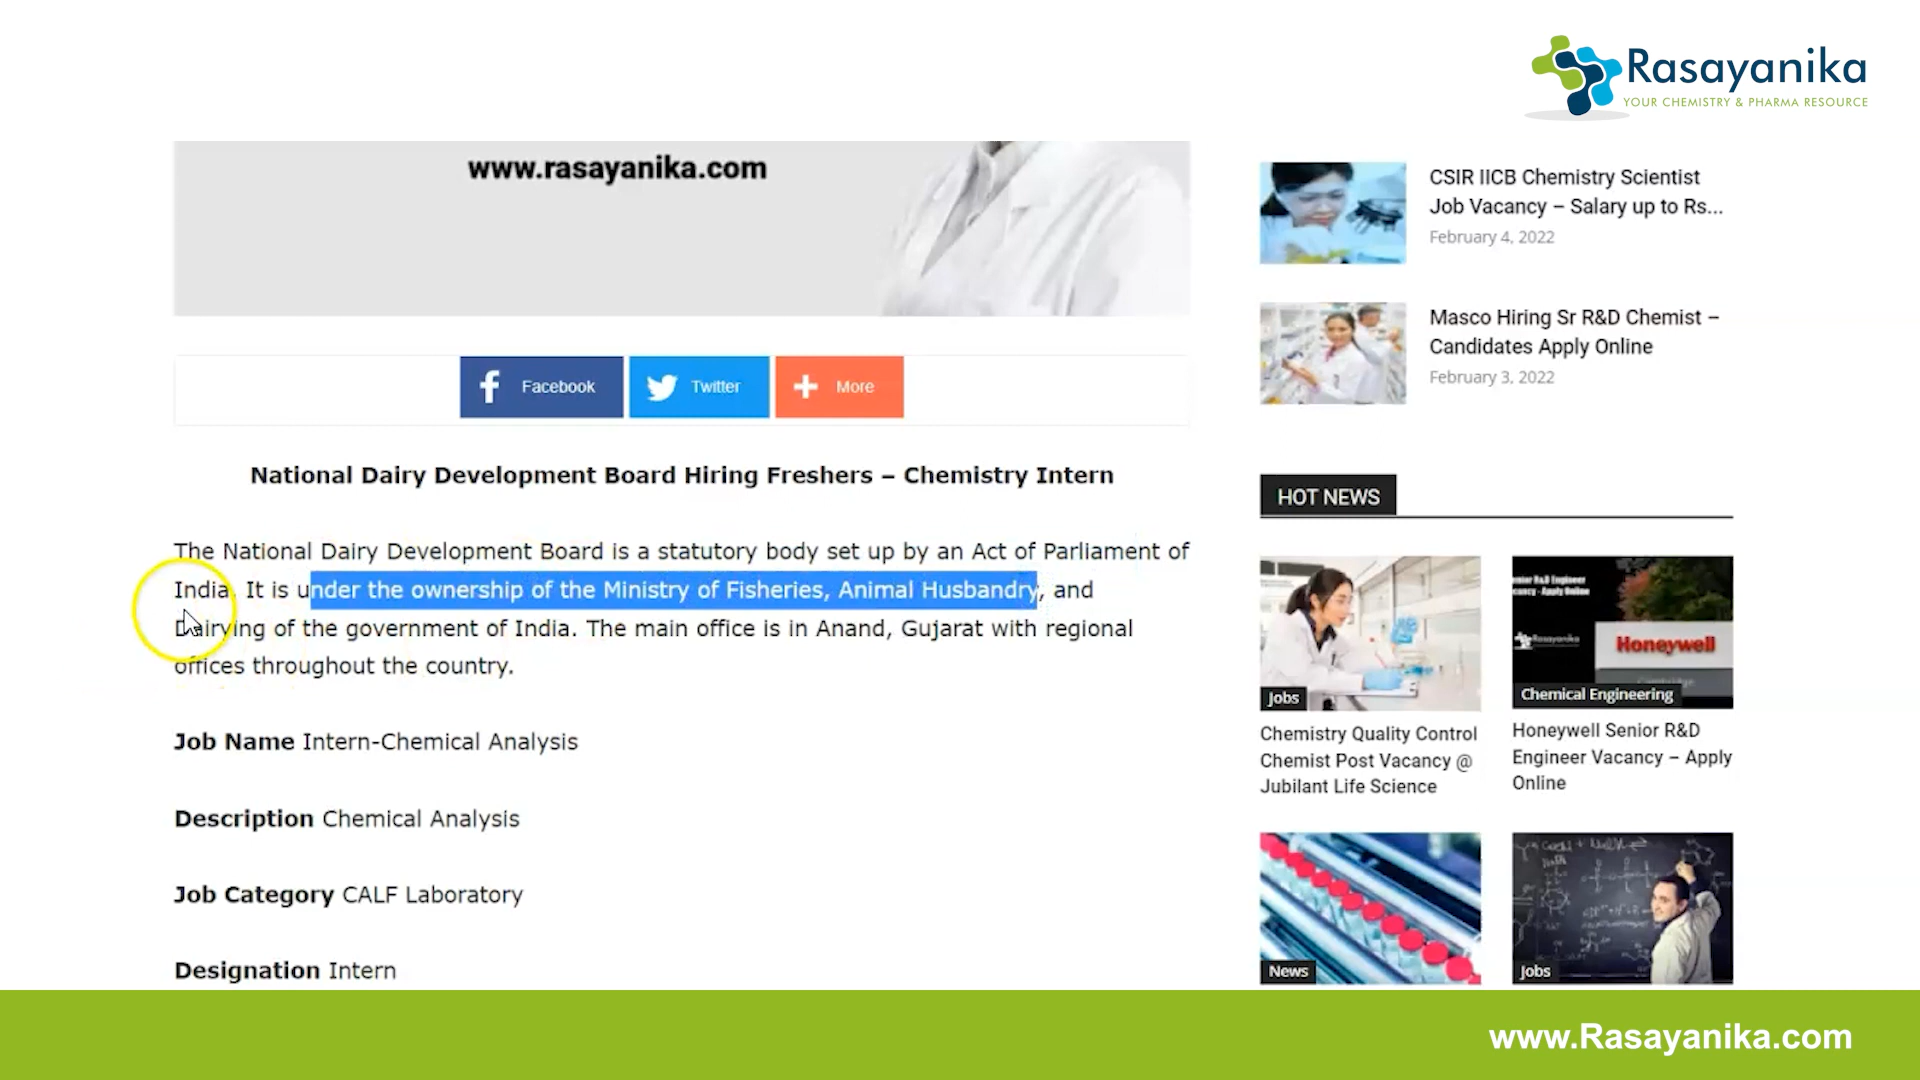 Rasayanika
YOUR CHEMISTRY & PHARMA RESOURCE
www.rasayanika.com
Facebook
Twitter
More
National Dairy Development Board Hiring Freshers – Chemistry Intern
The National Dairy Development Board is a statutory body set up by an Act of Parliament of
India. It is under the ownership of the Ministry of Fisheries, Animal Husbandry, and
Dairying of the government of India. The main office is in Anand, Gujarat with regional
offices throughout the country.
Job Name Intern-Chemical Analysis
Description Chemical Analysis
Job Category CALF Laboratory
Designation Intern
CSIR IICB Chemistry Scientist
Job Vacancy – Salary up to Rs...
February 4, 2022
Masco Hiring Sr R&D Chemist –
Candidates Apply Online
February 3, 2022
HOT NEWS
Jobs
Chemistry Quality Control
Chemist Post Vacancy @
Jubilant Life Science
Rasayanika
Honeywell
Chemical Engineering
Honeywell Senior R&D
Engineer Vacancy – Apply
Online
News
Jobs
www.Rasayanika.com